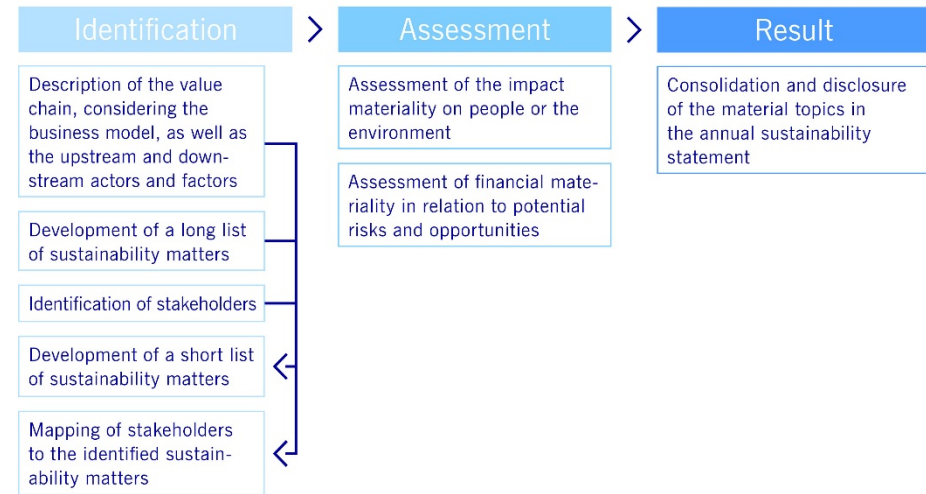 Identification
Description of the value
chain, considering the
business model, as well as
the upstream and down-
stream actors and factors
Development of a long list
of sustainability matters
Identification of stakeholders
Development of a short list
of sustainability matters
Mapping of stakeholders
to the identified sustain-
ability matters
Assessment
Assessment of the impact
materiality on people or the
environment
Assessment of financial mate-
riality in relation to potential
risks and opportunities
Result
Consolidation and disclosure
of the material topics in
the annual sustainability
statement